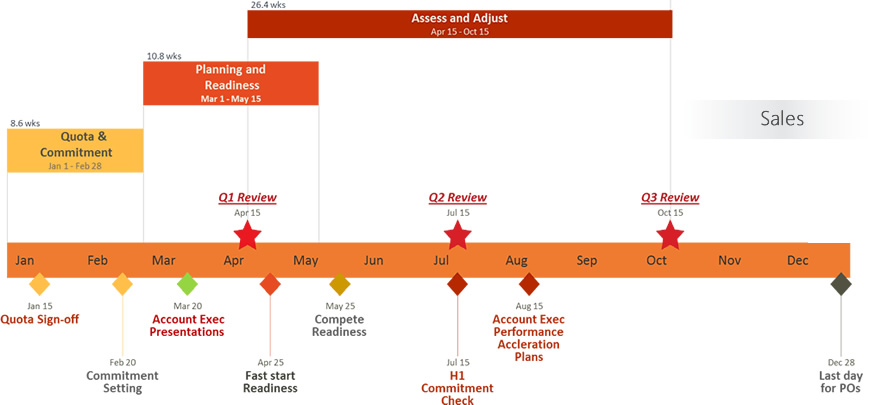 26.4 wks
Assess and Adjust
Apr 15 - Oct 15
10.8 wks
Planning and
Readiness
Mar 1 - May 15
Sales
8.6 wks
Quota &
Commitment
Jan 1 - Feb 28
Q1 Review
Apr 15
Q2 Review
Jul 15
Q3 Review
Oct 15
Jan Feb Mar Apr May Jun Jul Aug Sep Oct Nov Dec
Jan 15
Quota Sign-off
Mar 20
Account Exec
Presentations
May 25
Compete
Readiness
Aug 15
Account Exec
Performance
Accleration
Plans
Feb 20
Commitment
Setting
Apr 25
Fast start
Readiness
Jul 15
H1
Commitment
Check
Dec 28
Last day
for POs